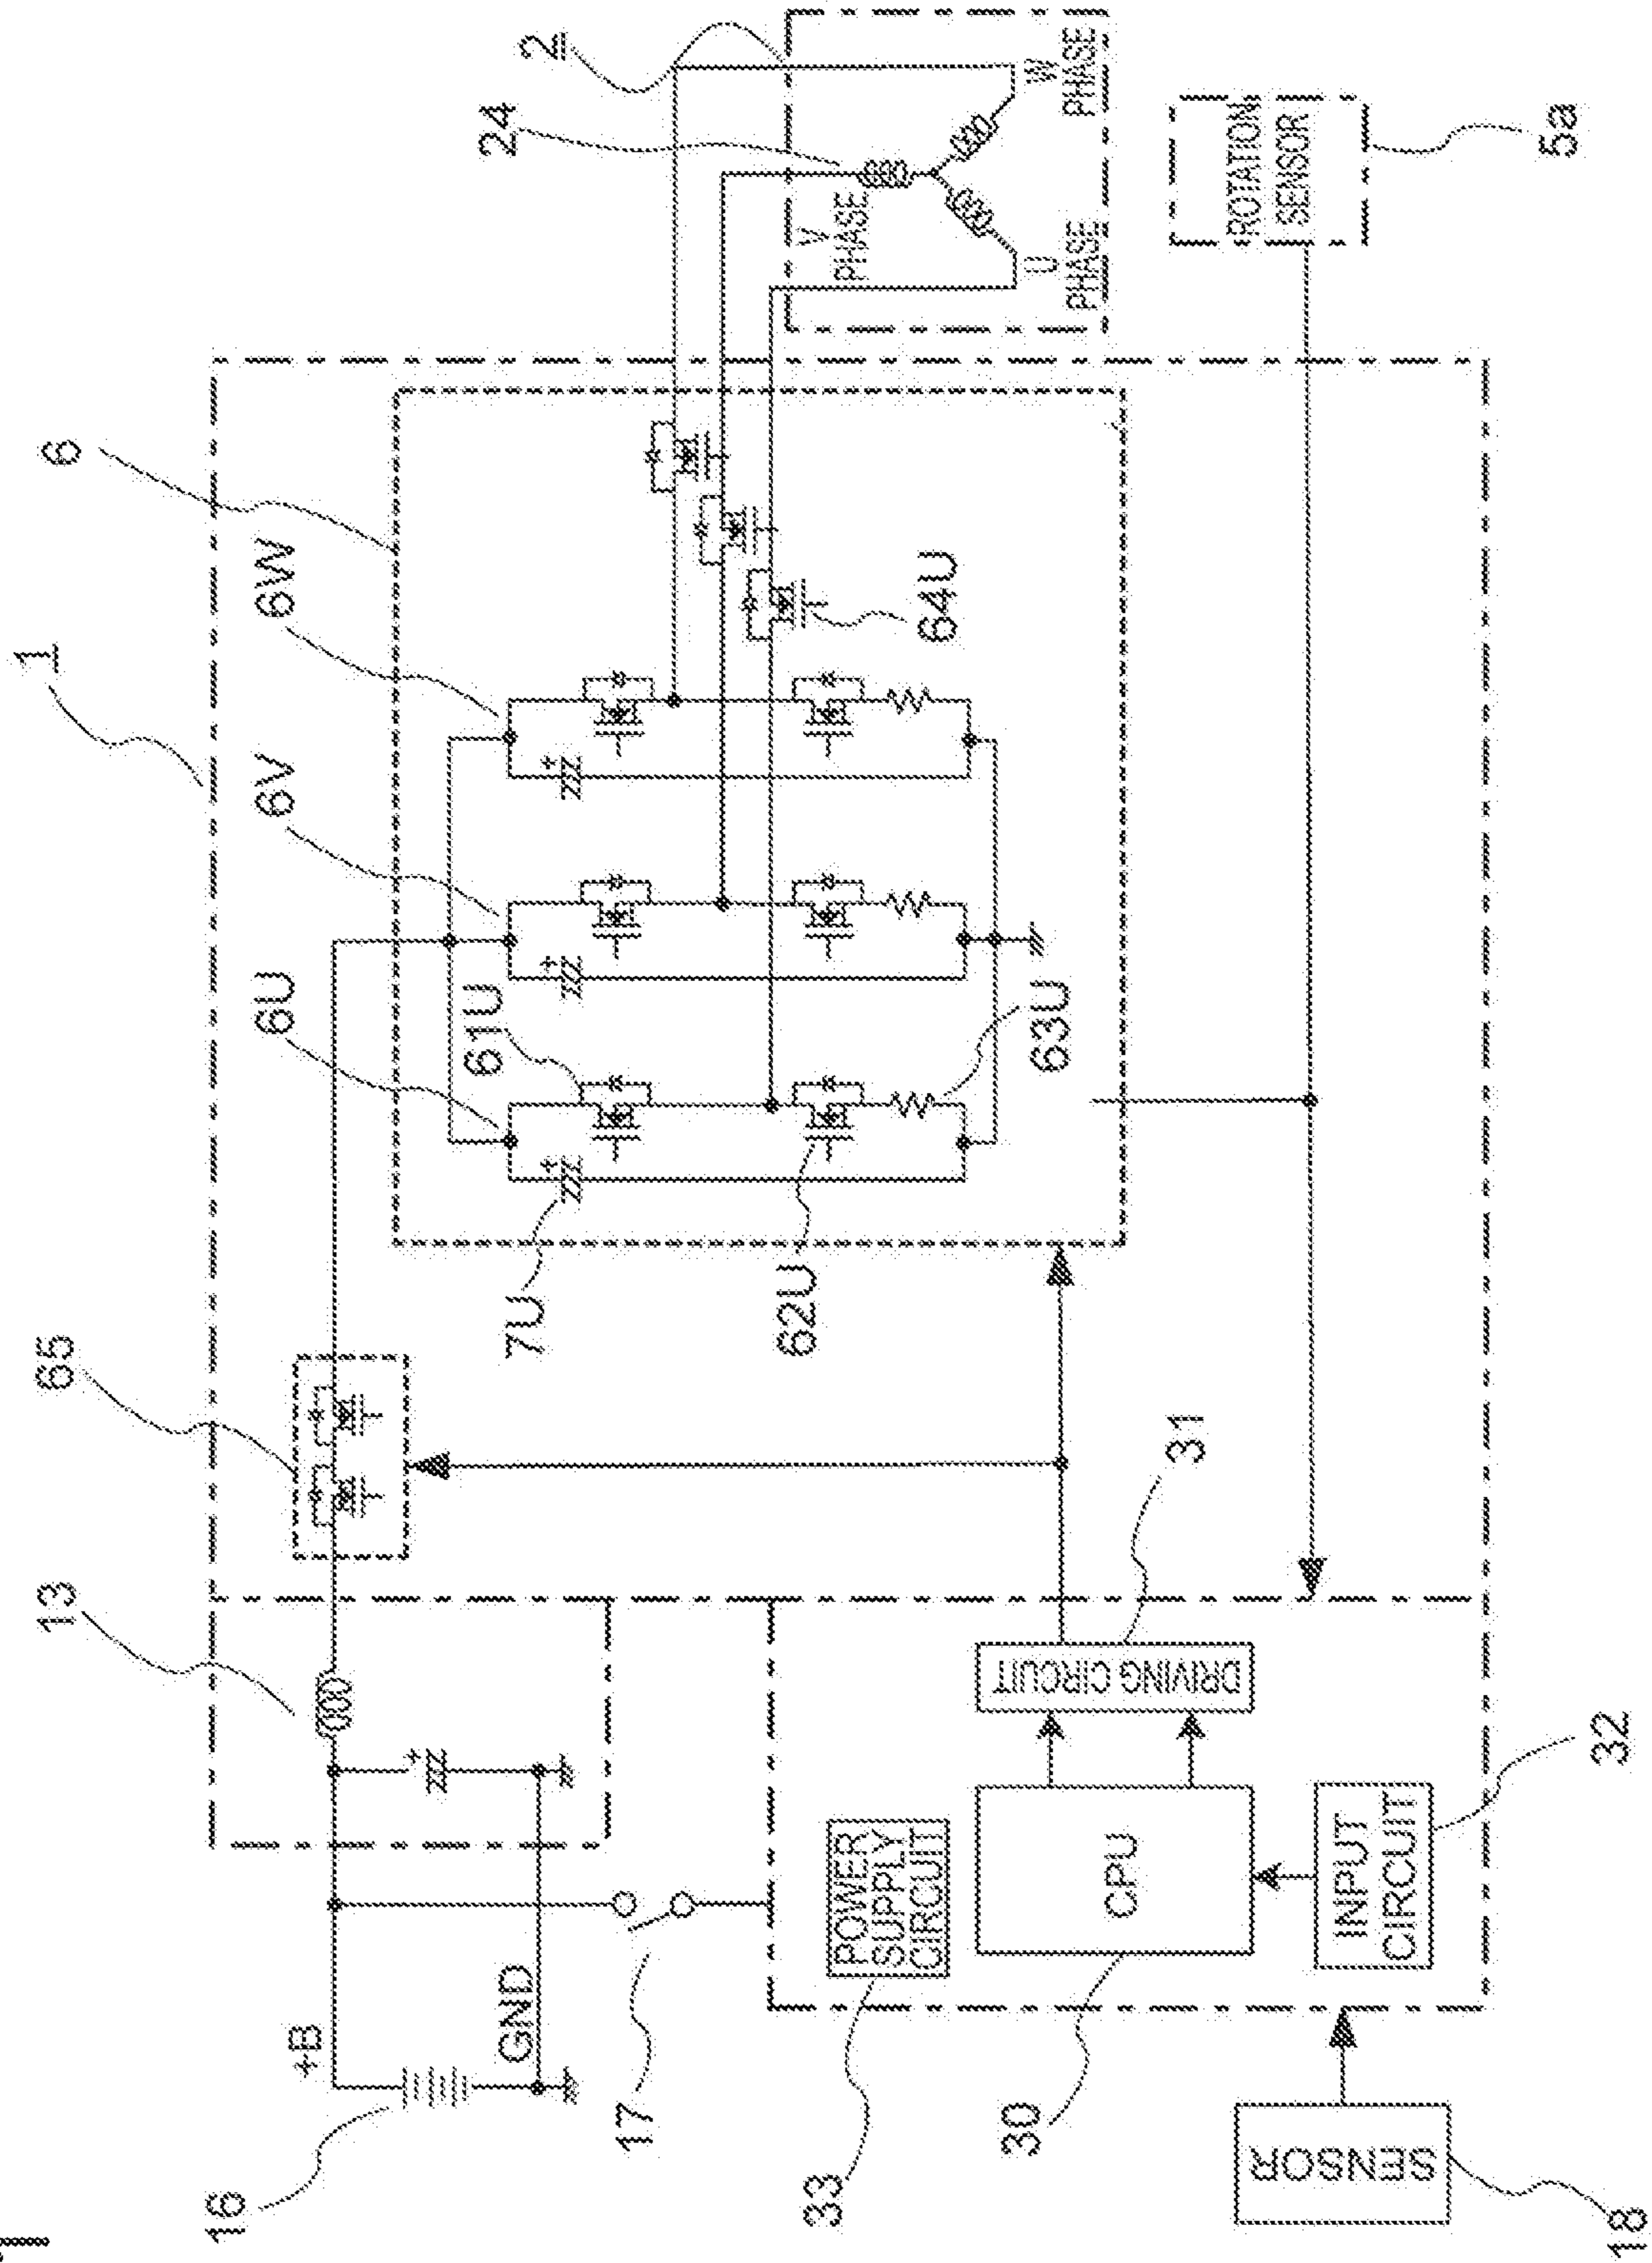 1
65
6U
6V
6W
6
2
24
13
16
+B
GND
17
7U
61U
62U
63U
64U
V
PHASE
U
PHASE
W
PHASE
ROTATION
SENSOR
5a
33
POWER
SUPPLY
CIRCUIT
30
CPU
DRIVING CIRCUIT
31
INPUT
CIRCUIT
32
SENSOR
18